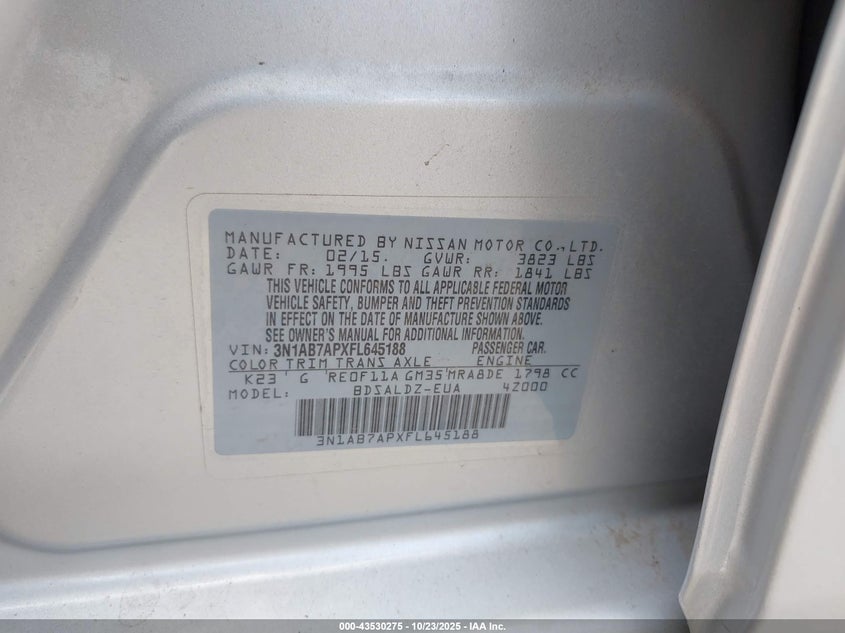 MANUFACTURED BY NISSAN MOTOR CO.,LTD.
DATE: 02/15. GVWR: 3823 LBS
GAWR FR: 1995 LBS GAWR RR: 1841 LBS
THIS VEHICLE CONFORMS TO ALL APPLICABLE FEDERAL MOTOR
VEHICLE SAFETY, BUMPER AND THEFT PREVENTION STANDARDS
IN EFFECT ON THE DATE OF MANUFACTURE SHOWN ABOVE.
SEE OWNER'S MANUAL FOR ADDITIONAL INFORMATION.
VIN: 3N1AB7APXFL645188 PASSENGER CAR.
COLOR TRIM TRANS AXLE ENGINE
K23 G RE0F11A GM35 MRA8DE 1798 CC
MODEL: BDSALDZ-EUA 4Z000
3N1AB7APXFL645188
000-43530275 - 10/23/2025 - IAA Inc.